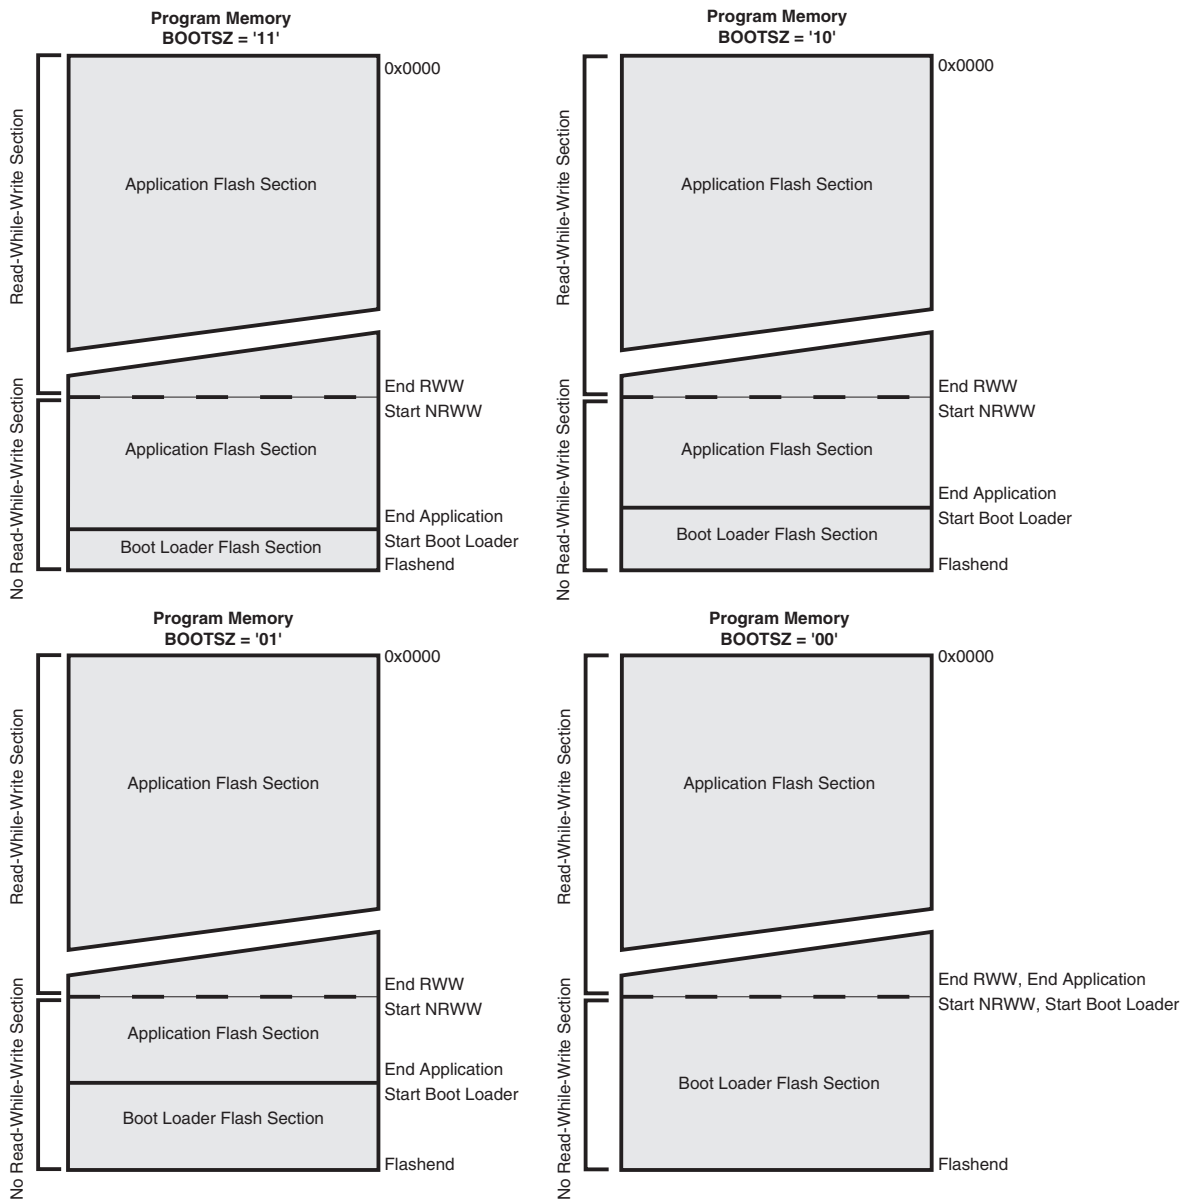 Program Memory
BOOTSZ = '11'
0x0000
Read-While-Write Section
Application Flash Section
End RWW
Start NRWW
No Read-While-Write Section
Application Flash Section
End Application
Start Boot Loader
Boot Loader Flash Section
Flashend
Program Memory
BOOTSZ = '10'
0x0000
Read-While-Write Section
Application Flash Section
End RWW
Start NRWW
No Read-While-Write Section
Application Flash Section
End Application
Start Boot Loader
Boot Loader Flash Section
Flashend
Program Memory
BOOTSZ = '01'
0x0000
Read-While-Write Section
Application Flash Section
End RWW
Start NRWW
No Read-While-Write Section
Application Flash Section
End Application
Start Boot Loader
Boot Loader Flash Section
Flashend
Program Memory
BOOTSZ = '00'
0x0000
Read-While-Write Section
Application Flash Section
End RWW, End Application
Start NRWW, Start Boot Loader
No Read-While-Write Section
Boot Loader Flash Section
Flashend